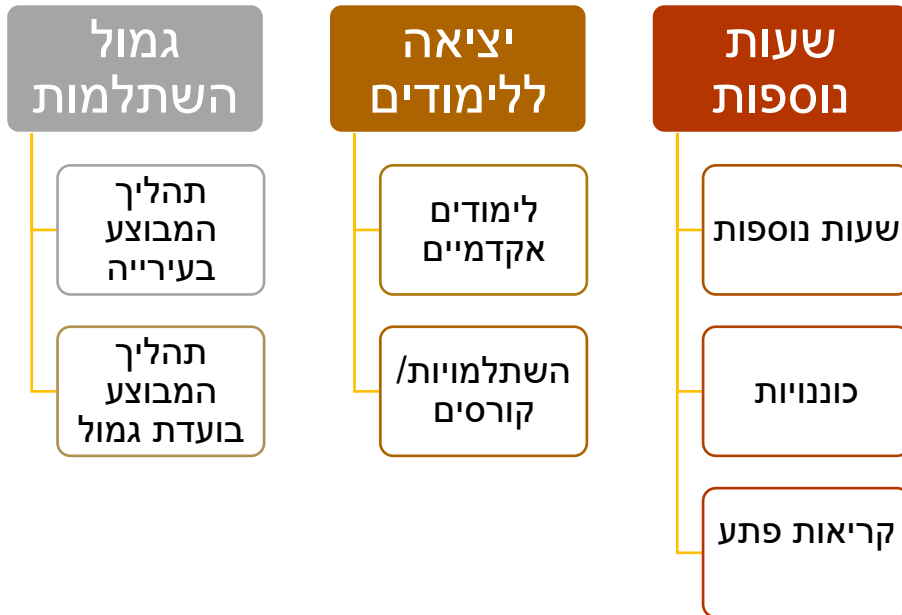 שעות
נוספות
שעות נוספות
כוננויות
קריאות פתע
יציאה
ללימודים
לימודים
אקדמיים
השתלמויות/
קורסים
גמול
השתלמות
תהליך
המבוצע
בעירייה
תהליך
המבוצע
בועדת גמול